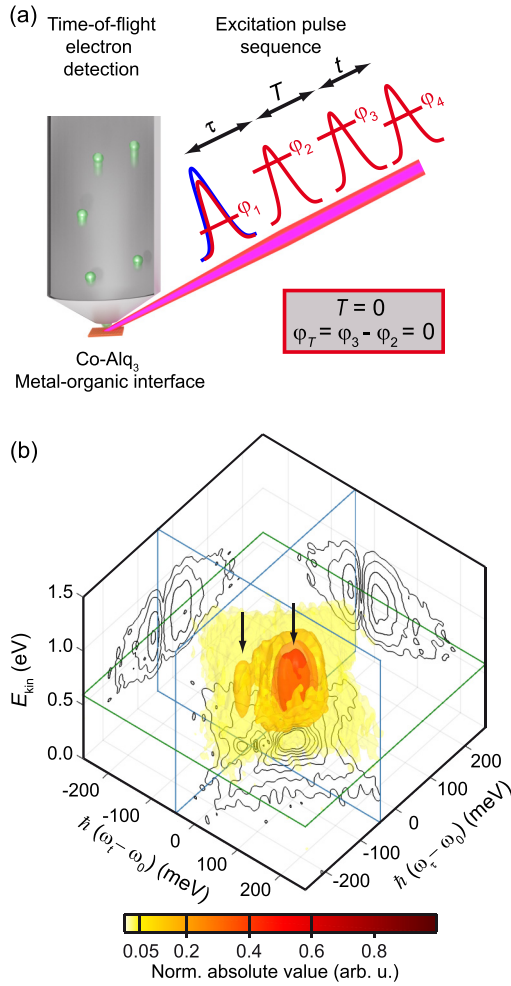 (a)
Time-of-flight
electron
detection
Excitation pulse
sequence
τ
T
t
φ1
φ2
φ3
φ4
T = 0
φT = φ3 - φ2 = 0
Co-Alq3
Metal-organic interface
(b)
Ekin (eV)
1.5
1.0
0.5
0.0
-200
-100
0
100
200
ℏ (ωt – ω0) (meV)
200
100
0
-100
-200
ℏ (ωτ – ω0) (meV)
0.05
0.2
0.4
0.6
0.8
Norm. absolute value (arb. u.)